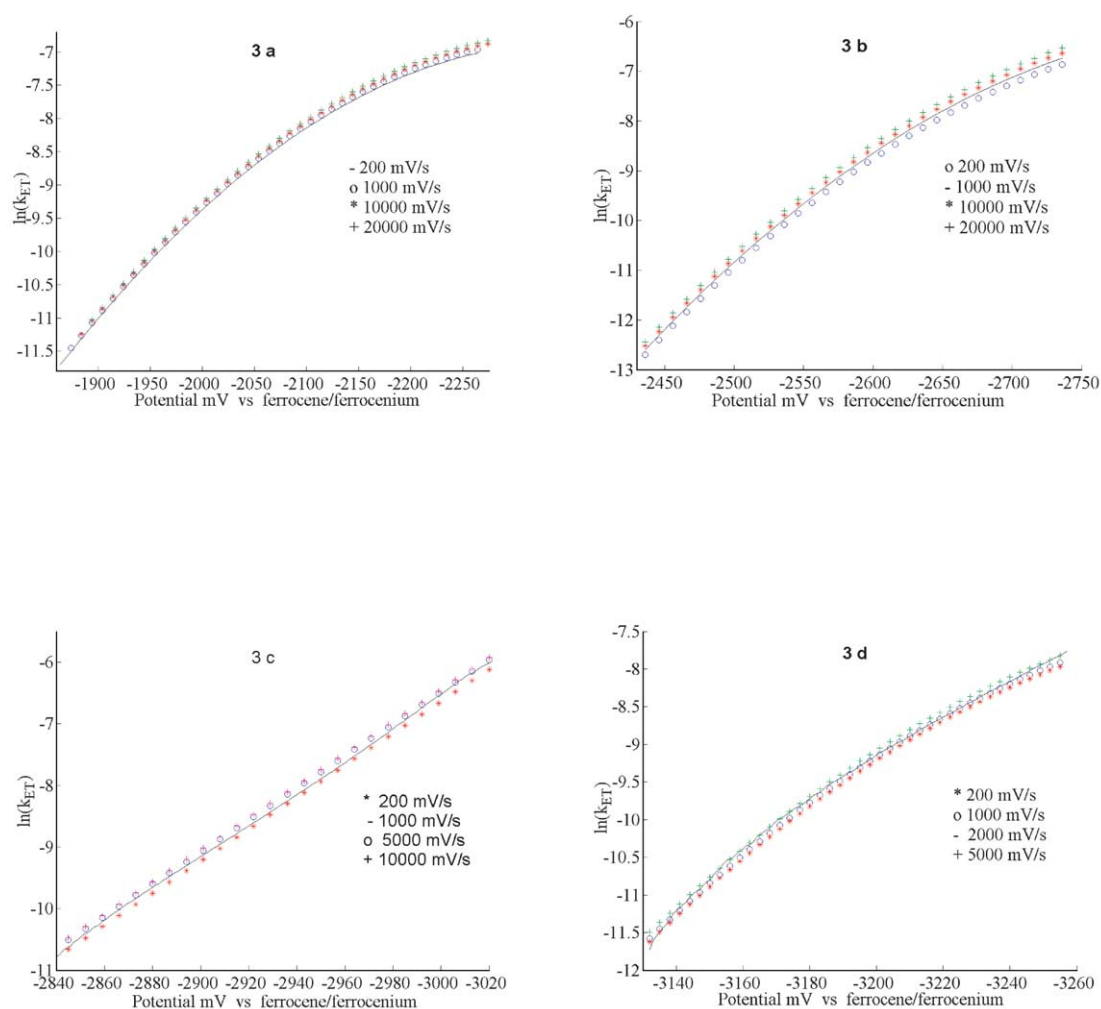 3 a
-7
-7.5
-8
-8.5
-9
-9.5
-10
-10.5
-11
-11.5
ln(kET)
- 200 mV/s
o 1000 mV/s
* 10000 mV/s
+ 20000 mV/s
-1900 -1950 -2000 -2050 -2100 -2150 -2200 -2250
Potential mV vs ferrocene/ferrocenium
3 b
-6
-7
-8
-9
-10
-11
-12
-13
ln(kET)
o 200 mV/s
- 1000 mV/s
* 10000 mV/s
+ 20000 mV/s
-2450 -2500 -2550 -2600 -2650 -2700 -2750
Potential mV vs ferrocene/ferrocenium
3 c
-6
-7
-8
-9
-10
-11
ln(kET)
* 200 mV/s
- 1000 mV/s
o 5000 mV/s
+ 10000 mV/s
-2840 -2860 -2880 -2900 -2920 -2940 -2960 -2980 -3000 -3020
Potential mV vs ferrocene/ferrocenium
3 d
-7.5
-8
-8.5
-9
-9.5
-10
-10.5
-11
-11.5
-12
ln(kET)
* 200 mV/s
o 1000 mV/s
- 2000 mV/s
+ 5000 mV/s
-3140 -3160 -3180 -3200 -3220 -3240 -3260
Potential mV vs ferrocene/ferrocenium